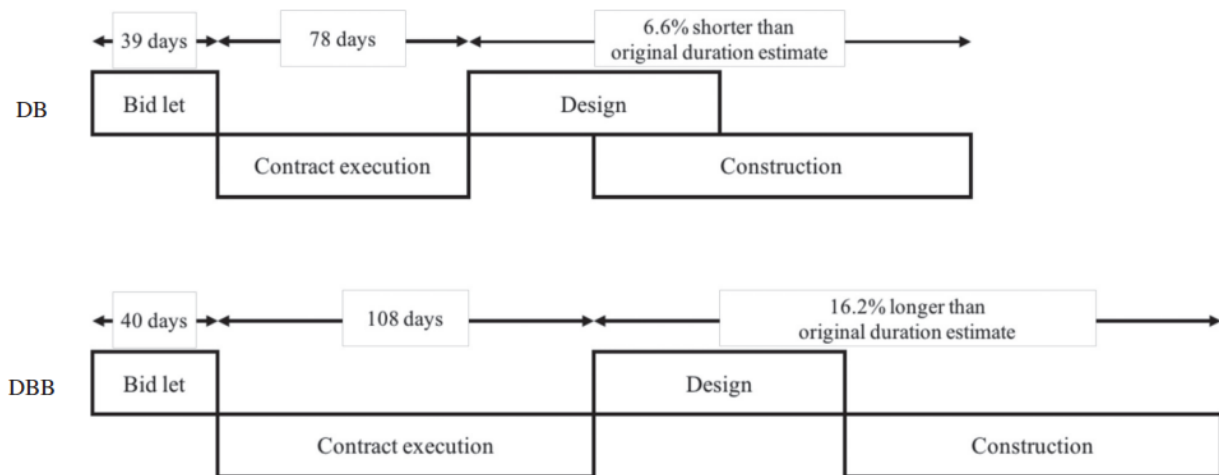 39 days
78 days
6.6% shorter than
original duration estimate
DB
Bid let
Design
Contract execution
Construction
40 days
108 days
16.2% longer than
original duration estimate
DBB
Bid let
Design
Contract execution
Construction